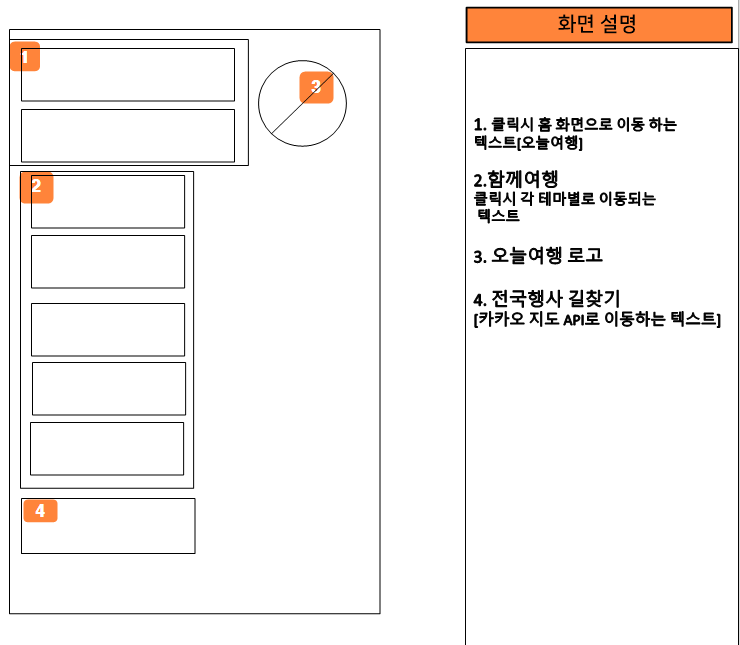 화면 설명
1
2
3
4
1. 클릭시 홈 화면으로 이동 하는
텍스트[오늘여행]
2.함께여행
클릭시 각 테마별로 이동되는
텍스트
3. 오늘여행 로고
4. 전국행사 길찾기
[카카오 지도 API로 이동하는 텍스트]